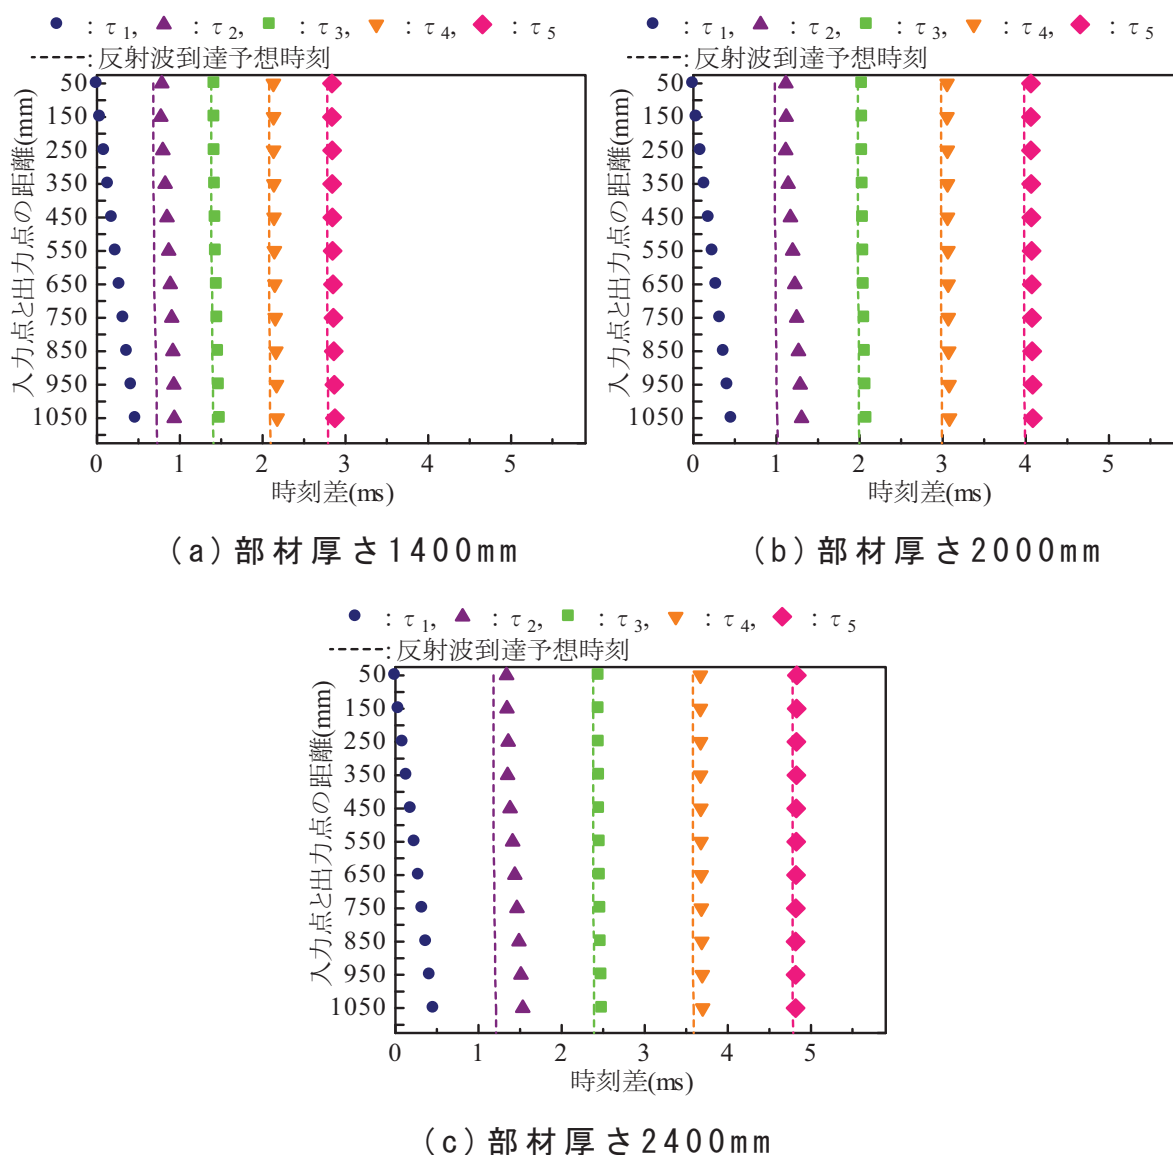 : τ1, : τ2, : τ3, : τ4, : τ5
: 反射波到達予想時刻
入力点と出力点の距離(mm)
50
150
250
350
450
550
650
750
850
950
1050
0 1 2 3 4 5
時刻差(ms)
(a)部材厚さ1400mm
: τ1, : τ2, : τ3, : τ4, : τ5
: 反射波到達予想時刻
入力点と出力点の距離(mm)
50
150
250
350
450
550
650
750
850
950
1050
0 1 2 3 4 5
時刻差(ms)
(b)部材厚さ2000mm
: τ1, : τ2, : τ3, : τ4, : τ5
: 反射波到達予想時刻
入力点と出力点の距離(mm)
50
150
250
350
450
550
650
750
850
950
1050
0 1 2 3 4 5
時刻差(ms)
(c)部材厚さ2400mm